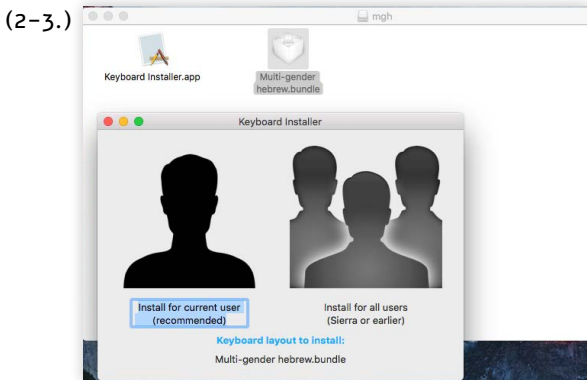 (2-3.)
mgh
Keyboard Installer.app
Multi-gender
hebrew.bundle
Keyboard Installer
Install for current user
(recommended)
Install for all users
(Sierra or earlier)
Keyboard layout to install:
Multi-gender hebrew.bundle